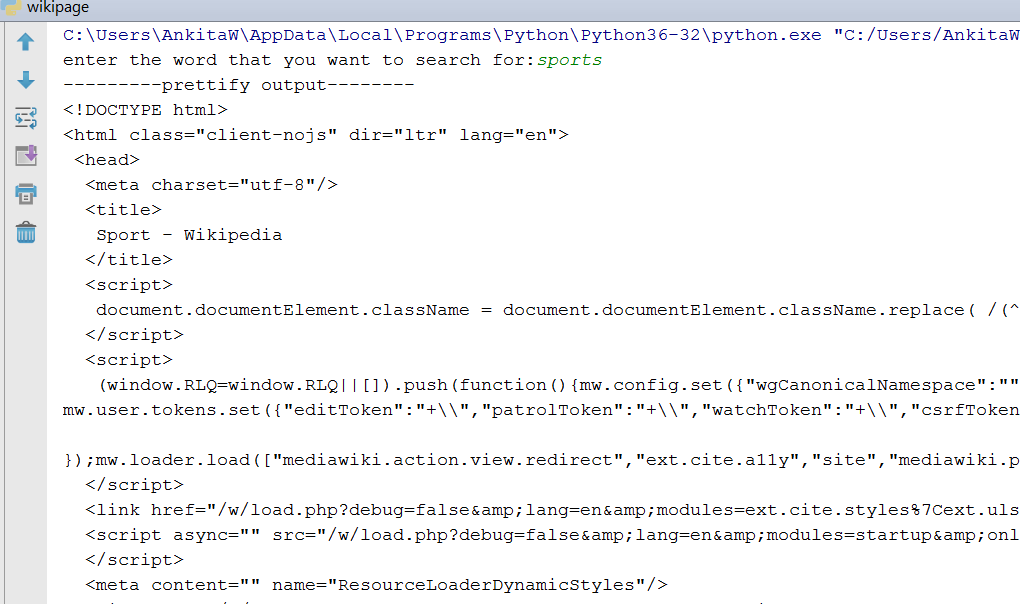 wikipage
C:\Users\AnkitaW\AppData\Local\Programs\Python\Python36-32\python.exe "C:/Users/AnkitaW
enter the word that you want to search for:sports
---------prettify output--------
<!DOCTYPE html>
<html class="client-nojs" dir="ltr" lang="en">
<head>
<meta charset="utf-8"/>
<title>
Sport - Wikipedia
</title>
<script>
document.documentElement.className = document.documentElement.className.replace( /(^
</script>
<script>
(window.RLQ=window.RLQ||[]).push(function(){mw.config.set({"wgCanonicalNamespace":""
mw.user.tokens.set({"editToken":"+\\","patrolToken":"+\\","watchToken":"+\\","csrfToken
});mw.loader.load(["mediawiki.action.view.redirect","ext.cite.a11y","site","mediawiki.p
</script>
<link href="/w/load.php?debug=false&amp;lang=en&amp;modules=ext.cite.styles%7Cext.uls
<script async="" src="/w/load.php?debug=false&amp;lang=en&amp;modules=startup&amp;onl
</script>
<meta content="" name="ResourceLoaderDynamicStyles"/>